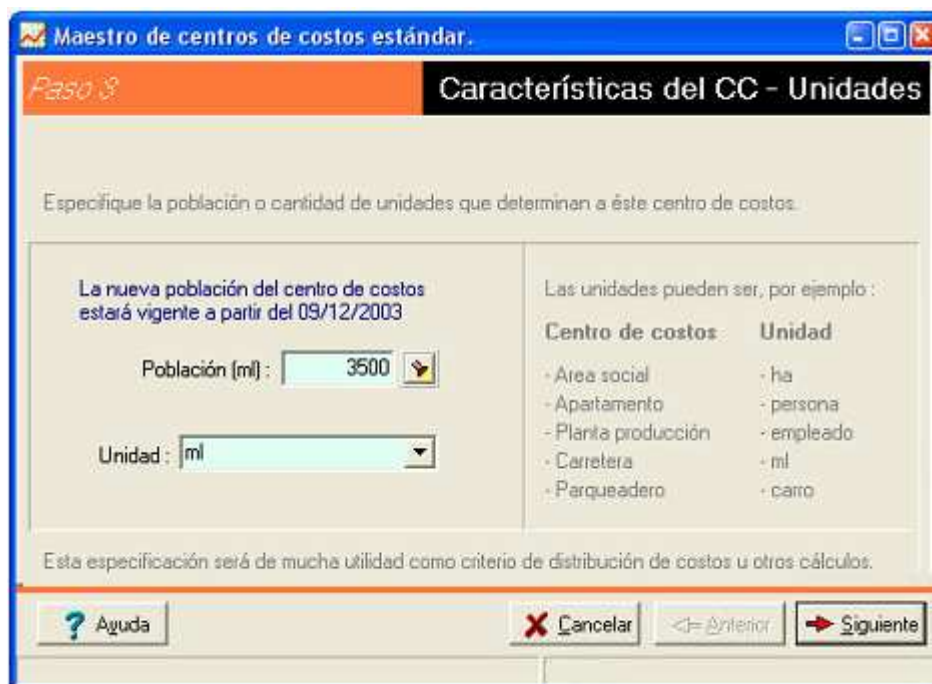 Maestro de centros de costos estándar.
Paso 3
Características del CC - Unidades
Especifique la población o cantidad de unidades que determinan a éste centro de costos.
La nueva población del centro de costos
estará vigente a partir del 09/12/2003
Población (ml) : 3500
Unidad : ml
Las unidades pueden ser, por ejemplo :
Centro de costos Unidad
- Area social - ha
- Apartamento - persona
- Planta producción - empleado
- Carretera - ml
- Parqueadero - carro
Esta especificación será de mucha utilidad como criterio de distribución de costos u otros cálculos.
? Ayuda
Cancelar
Anterior
Siguiente